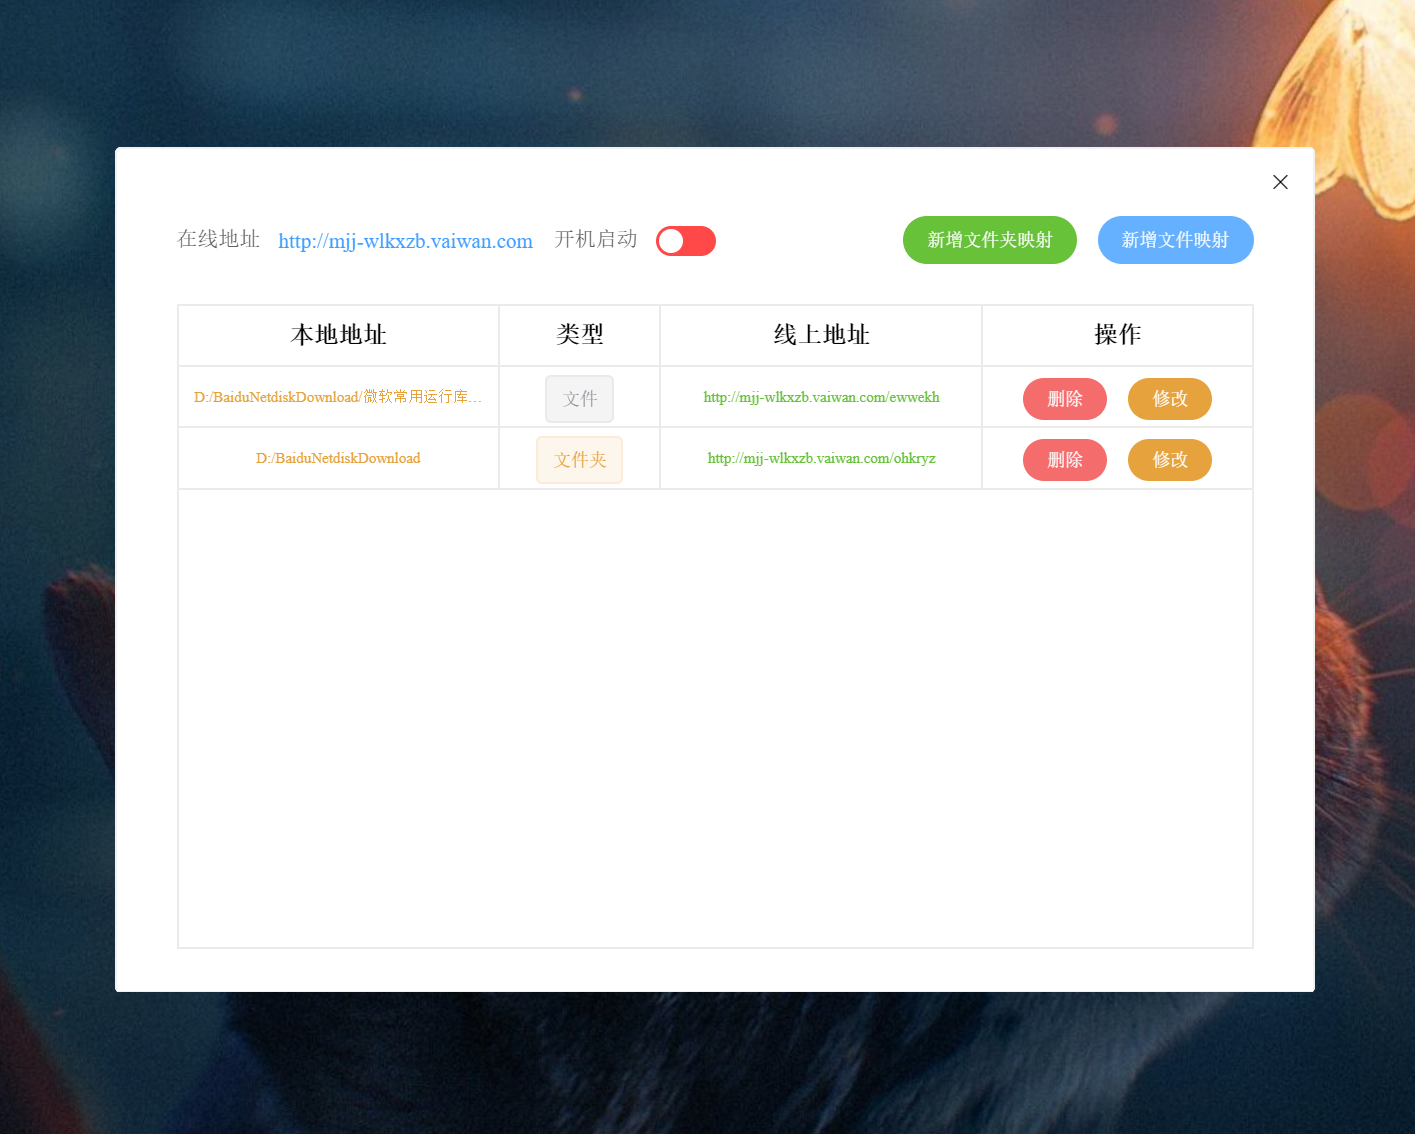 在线地址 http://mjj-wlkxzb.vaiwan.com 开机启动 新增文件夹映射 新增文件映射
本地地址 类型 线上地址 操作
D:/BaiduNetdiskDownload/微软常用运行库... 文件 http://mjj-wlkxzb.vaiwan.com/ewwekh 删除 修改
D:/BaiduNetdiskDownload 文件夹 http://mjj-wlkxzb.vaiwan.com/ohkryz 删除 修改